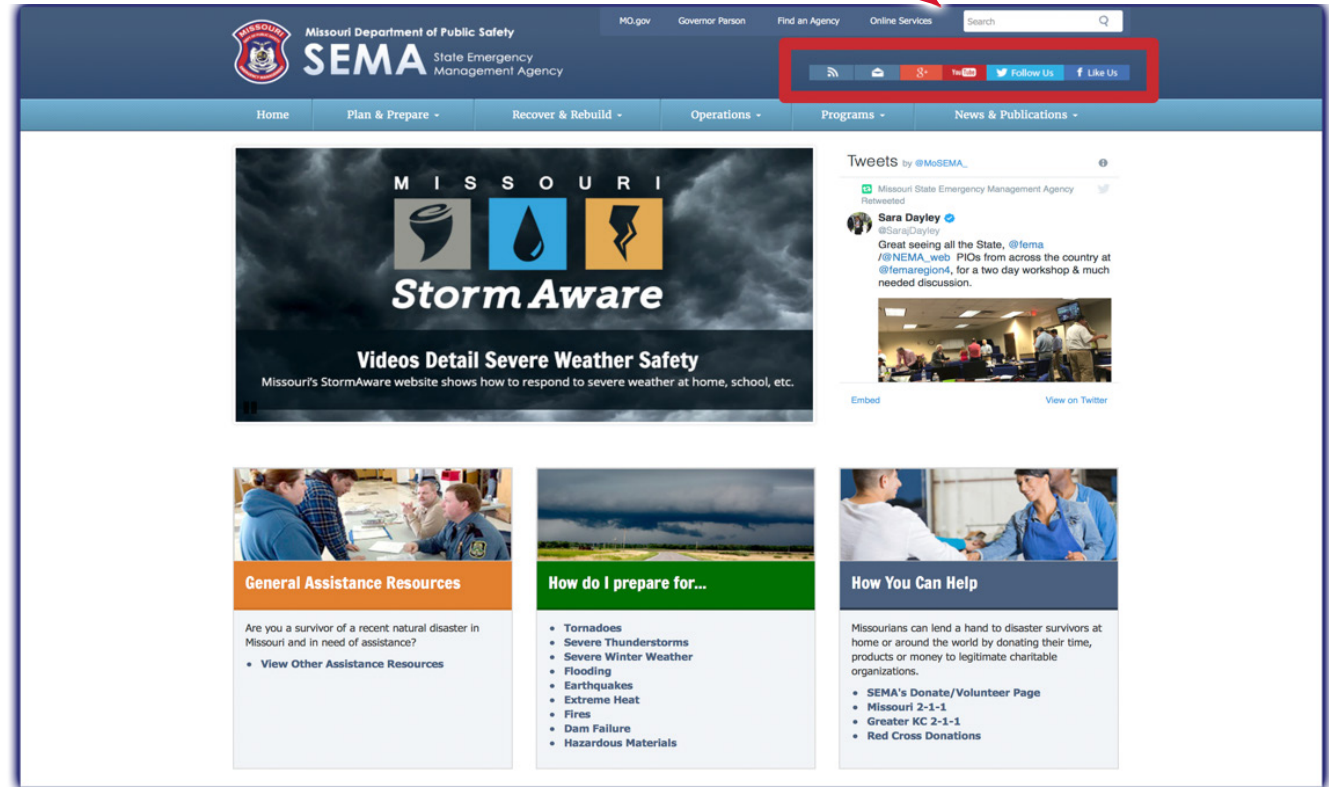 MO.gov Governor Parson Find an Agency Online Services Search
MISSOURI
Missouri Department of Public Safety
SEMA State Emergency Management Agency
g+ You Tube Follow Us f Like Us
Home Plan & Prepare Recover & Rebuild Operations Programs News & Publications
MISSOURI
Storm Aware
Videos Detail Severe Weather Safety
Missouri's StormAware website shows how to respond to severe weather at home, school, etc.
Tweets by @MoSEMA_
Missouri State Emergency Management Agency
Retweeted
Sara Dayley
@SarajDayley
Great seeing all the State, @fema
/@NEMA_web PIOs from across the country at
@femaregion4, for a two day workshop & much
needed discussion.
Embed View on Twitter
General Assistance Resources
Are you a survivor of a recent natural disaster in
Missouri and in need of assistance?
• View Other Assistance Resources
How do I prepare for...
• Tornadoes
• Severe Thunderstorms
• Severe Winter Weather
• Flooding
• Earthquakes
• Extreme Heat
• Fires
• Dam Failure
• Hazardous Materials
How You Can Help
Missourians can lend a hand to disaster survivors at
home or around the world by donating their time,
products or money to legitimate charitable
organizations.
• SEMA's Donate/Volunteer Page
• Missouri 2-1-1
• Greater KC 2-1-1
• Red Cross Donations